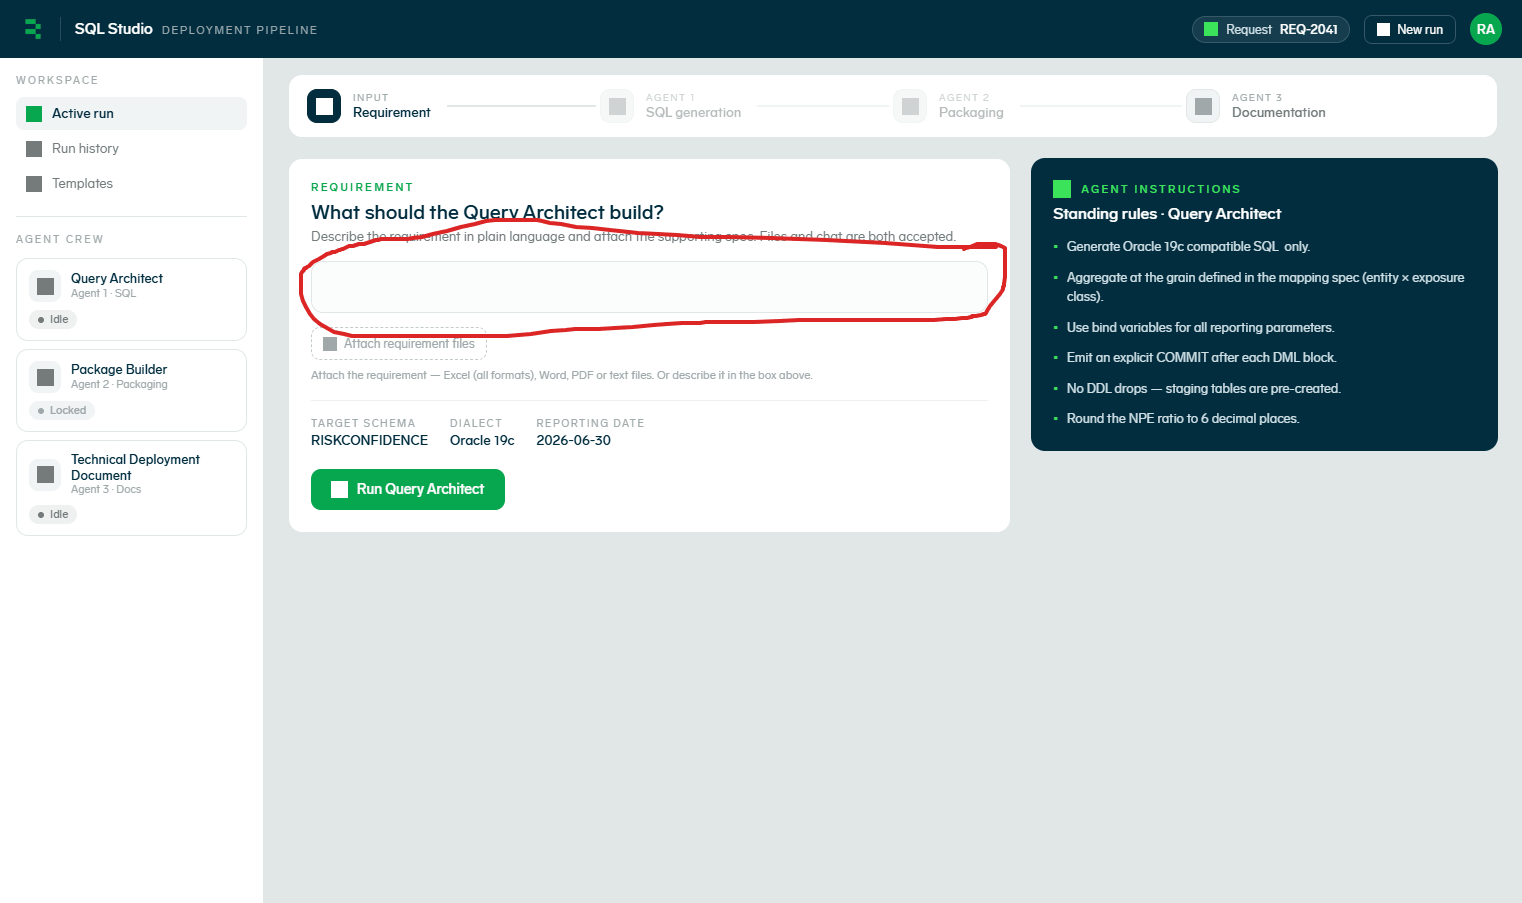 SQL Studio DEPLOYMENT PIPELINE
Request REQ-2041
New run
RA
WORKSPACE
Active run
Run history
Templates
AGENT CREW
Query Architect
Agent 1 · SQL
Idle
Package Builder
Agent 2 · Packaging
Locked
Technical Deployment
Document
Agent 3 · Docs
Idle
INPUT
Requirement
AGENT 1
SQL generation
AGENT 2
Packaging
AGENT 3
Documentation
REQUIREMENT
What should the Query Architect build?
Describe the requirement in plain language and attach the supporting spec. Files and chat are both accepted.
Attach requirement files
Attach the requirement — Excel (all formats), Word, PDF or text files. Or describe it in the box above.
TARGET SCHEMA
RISKCONFIDENCE
DIALECT
Oracle 19c
REPORTING DATE
2026-06-30
Run Query Architect
AGENT INSTRUCTIONS
Standing rules · Query Architect
Generate Oracle 19c compatible SQL only.
Aggregate at the grain defined in the mapping spec (entity × exposure
class).
Use bind variables for all reporting parameters.
Emit an explicit COMMIT after each DML block.
No DDL drops — staging tables are pre-created.
Round the NPE ratio to 6 decimal places.